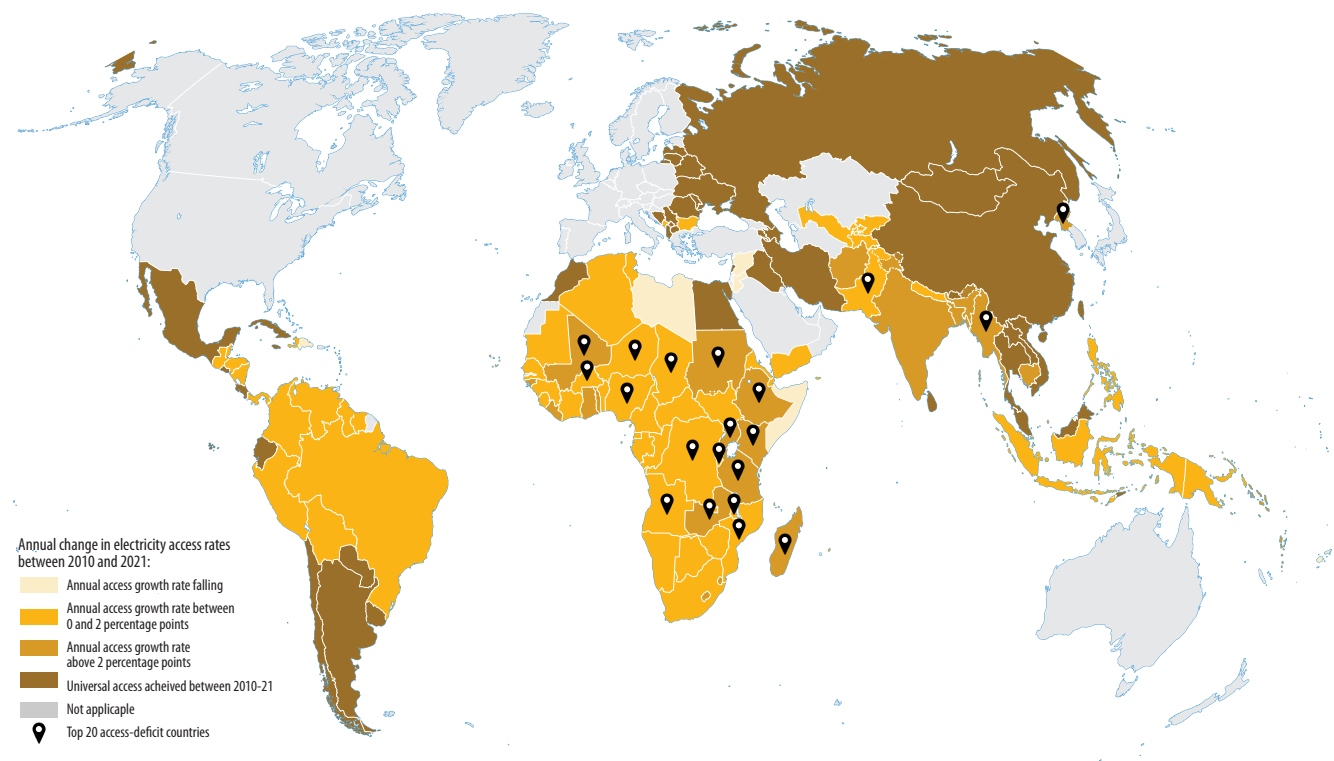 Annual change in electricity access rates
between 2010 and 2021:
Annual access growth rate falling
Annual access growth rate between
0 and 2 percentage points
Annual access growth rate
above 2 percentage points
Universal access acheived between 2010-21
Not applicaple
Top 20 access-deficit countries